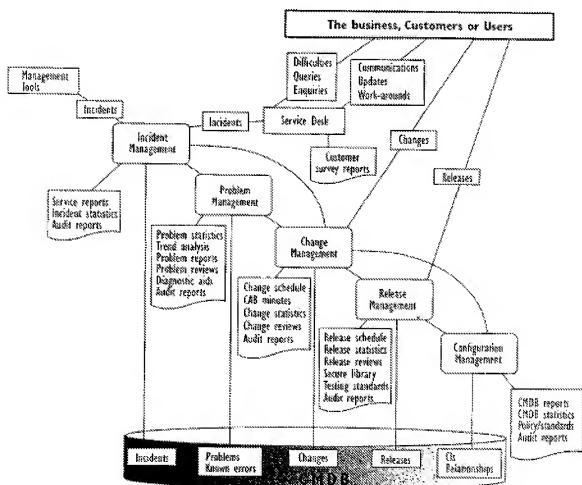 The business, Customers or Users
Difficulties
Queries
Enquiries
Communications
Updates
Work-arounds
Management
Tools
Incidents
Incidents
Service Desk
Changes
Incident
Management
Customer
survey reports
Releases
Service reports
Incident statistics
Audit reports
Problem
Management
Problem statistics
Trend analysis
Problem reports
Problem reviews
Diagnostic aids
Audit reports
Change
Management
Change schedule
CAB minutes
Change statistics
Change reviews
Audit reports
Release
Management
Release schedule
Release statistics
Release reviews
Secure library
Testing standards
Audit reports
Configuration
Management
CMDB reports
CMDB statistics
Policy/standards
Audit reports
Incidents
Problems
Known errors
Changes
Releases
CIs
Relationships
CMDB